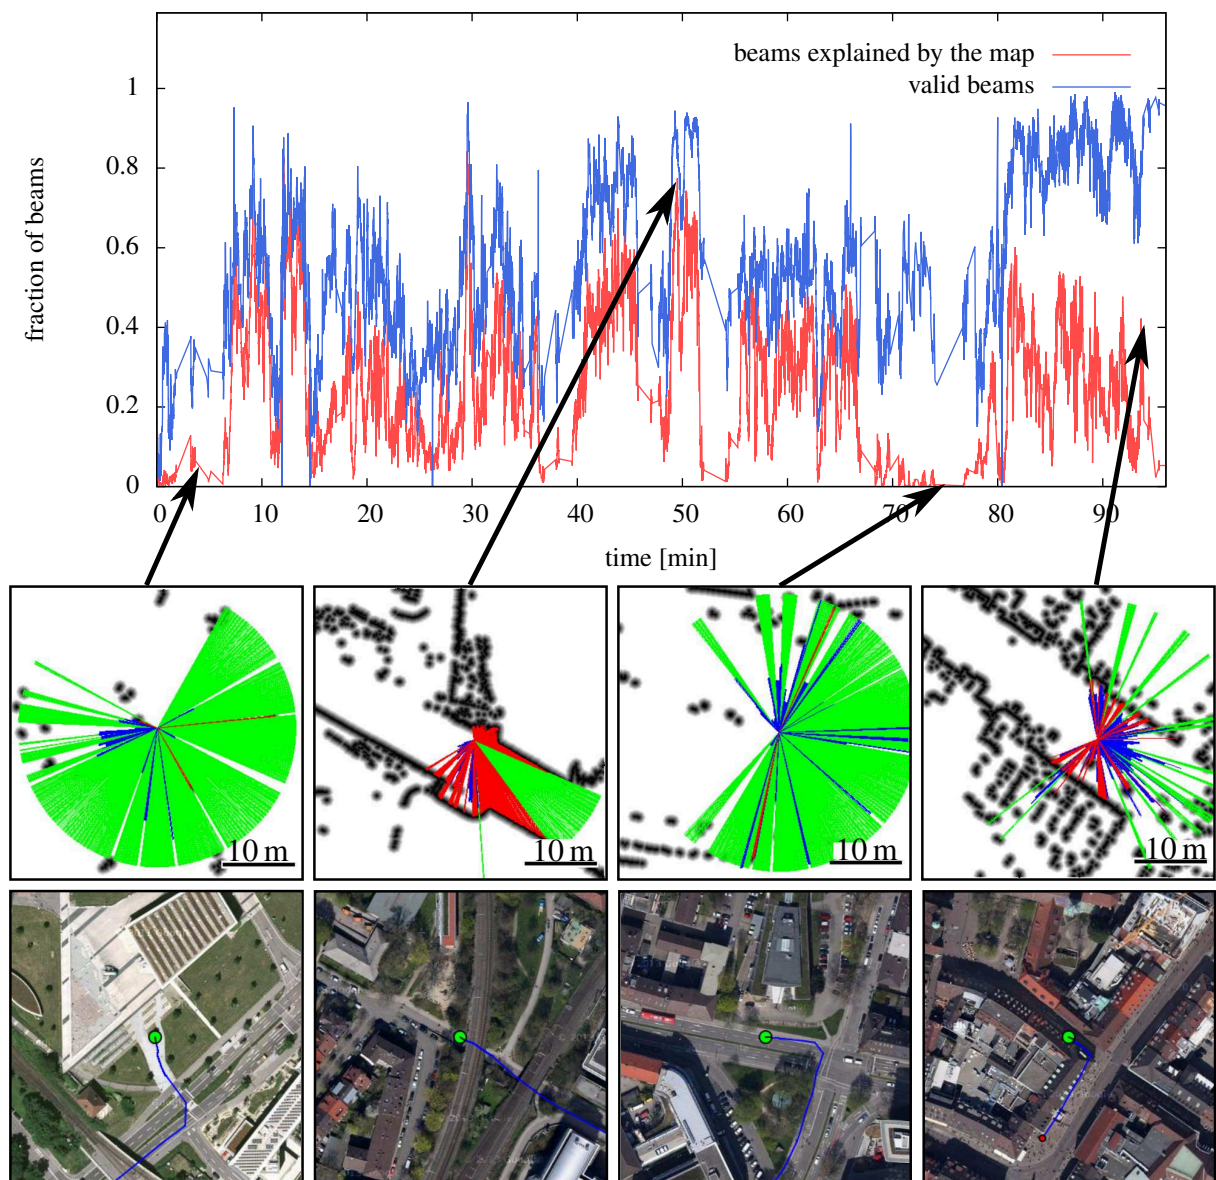 beams explained by the map
valid beams
fraction of beams
1
0.8
0.6
0.4
0.2
0
0 10 20 30 40 50 60 70 80 90
time [min]
10 m
10 m
10 m
10 m